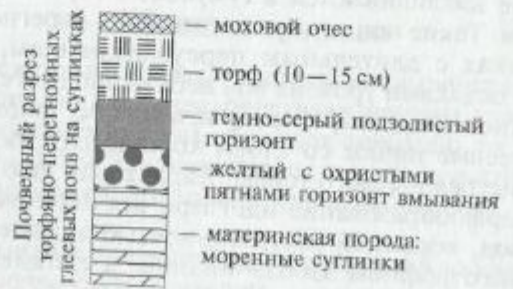 Почвенный разрез
торфяно-перегнойных
глеевых почв на суглинках
моховой очес
торф (10—15 см)
темно-серый подзолистый
горизонт
желтый с охристыми
пятнами горизонт вмывания
материнская порода:
моренные суглинки